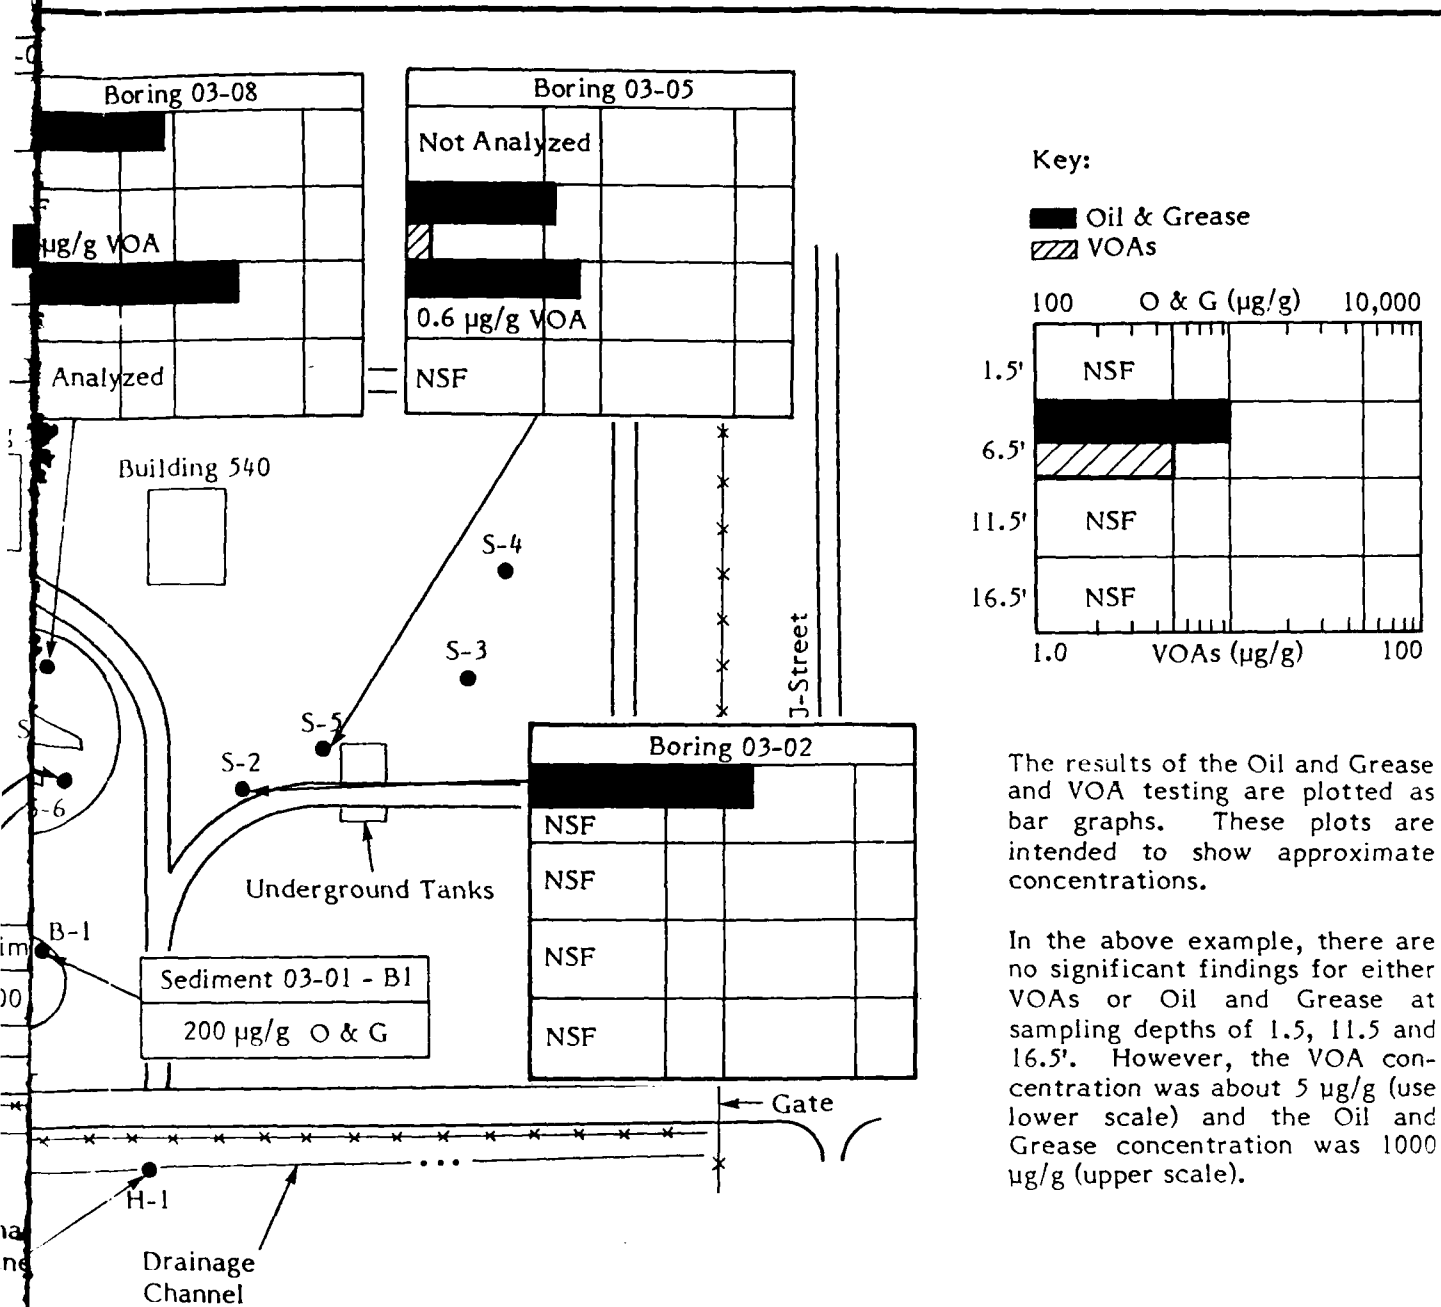 Boring 03-08
µg/g VOA
Analyzed
Boring 03-05
Not Analyzed
0.6 µg/g VOA
NSF
Key:
Oil & Grease
VOAs
100 O & G (µg/g) 10,000
1.5' NSF
6.5'
11.5' NSF
16.5' NSF
1.0 VOAs (µg/g) 100
Building 540
S-4
S-3
S-5
S-2
S-6
J-Street
Underground Tanks
Boring 03-02
NSF
NSF
NSF
NSF
B-1
Sediment 03-01 - B1
200 µg/g O & G
Gate
H-1
Drainage
Channel
The results of the Oil and Grease
and VOA testing are plotted as
bar graphs. These plots are
intended to show approximate
concentrations.
In the above example, there are
no significant findings for either
VOAs or Oil and Grease at
sampling depths of 1.5, 11.5 and
16.5'. However, the VOA con-
centration was about 5 µg/g (use
lower scale) and the Oil and
Grease concentration was 1000
µg/g (upper scale).